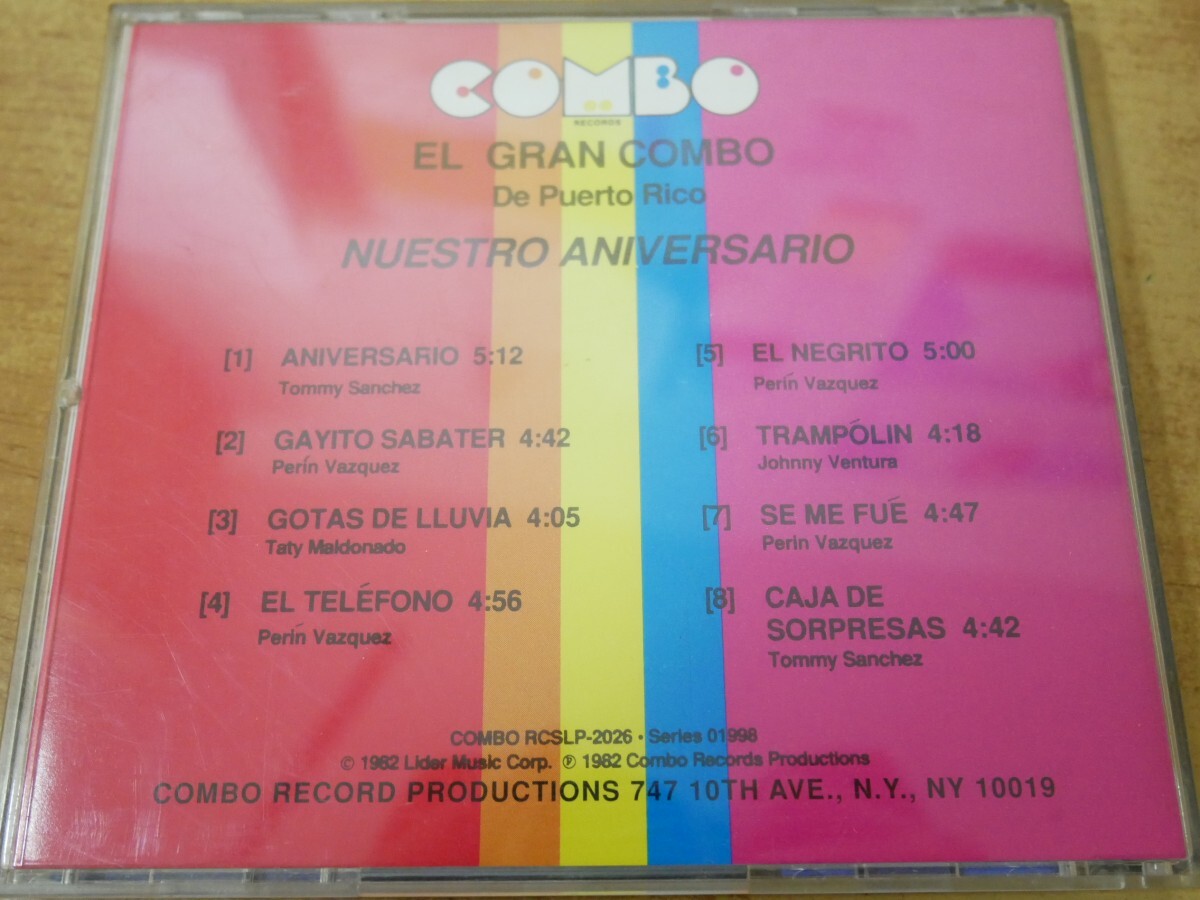 COMBO
RECORDS
EL GRAN COMBO
De Puerto Rico
NUESTRO ANIVERSARIO
[1] ANIVERSARIO 5:12
Tommy Sanchez
[2] GAYITO SABATER 4:42
Perín Vazquez
[3] GOTAS DE LLUVIA 4:05
Taty Maldonado
[4] EL TELÉFONO 4:56
Perín Vazquez
[5] EL NEGRITO 5:00
Perín Vazquez
[6] TRAMPÓLIN 4:18
Johnny Ventura
[7] SE ME FUÉ 4:47
Perin Vazquez
[8] CAJA DE
SORPRESAS 4:42
Tommy Sanchez
COMBO RCSLP-2026 • Series 01998
© 1982 Lider Music Corp. ℗ 1982 Combo Records Productions
COMBO RECORD PRODUCTIONS 747 10TH AVE., N.Y., NY 10019